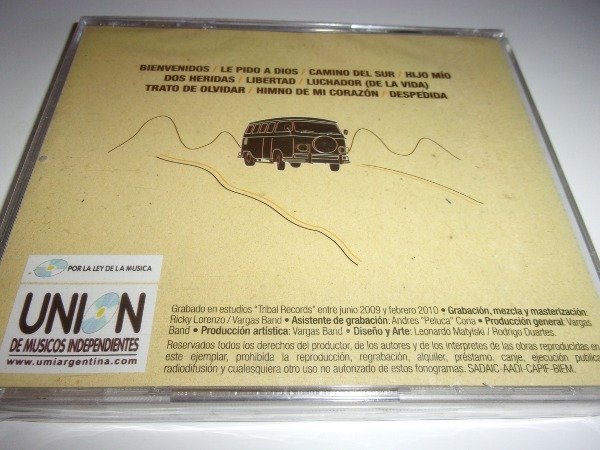 BIENVENIDOS / LE PIDO A DIOS / CAMINO DEL SUR / HIJO MÍO
DOS HERIDAS / LIBERTAD / LUCHADOR (DE LA VIDA)
TRATO DE OLVIDAR / HIMNO DE MI CORAZÓN / DESPEDIDA
POR LA LEY DE LA MUSICA
UNION
DE MUSICOS INDEPENDIENTES
www.umiargentina.com
Grabado en estudios "Tribal Records" entre junio 2009 y febrero 2010 • Grabación, mezcla y masterización:
Ricky Lorenzo / Vargas Band • Asistente de grabación: Andres "Peluca" Coria • Producción general: Vargas
Band • Producción artística: Vargas Band • Diseño y Arte: Leonardo Matylski / Rodrigo Duartes.
Reservados todos los derechos del productor, de los autores y de los interpretes de las obras reproducidas en
este ejemplar, prohibida la reproducción, regrabación, alquiler, préstamo, canje, ejecución publica
radiodifusión y cualesquiera otro uso no autorizado de estos fonogramas. SADAIC-AADI-CAPIF-BIEM.